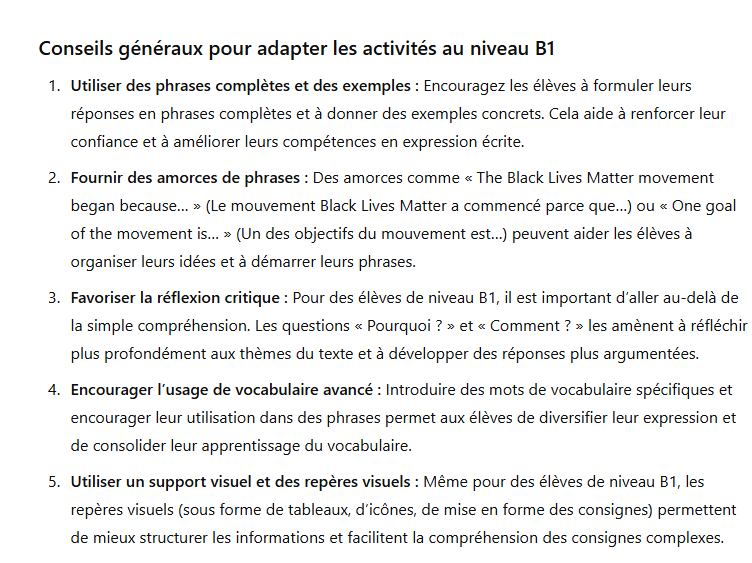 Conseils généraux pour adapter les activités au niveau B1
1. Utiliser des phrases complètes et des exemples : Encouragez les élèves à formuler leurs
réponses en phrases complètes et à donner des exemples concrets. Cela aide à renforcer leur
confiance et à améliorer leurs compétences en expression écrite.
2. Fournir des amorces de phrases : Des amorces comme « The Black Lives Matter movement
began because... » (Le mouvement Black Lives Matter a commencé parce que...) ou « One goal
of the movement is... » (Un des objectifs du mouvement est...) peuvent aider les élèves à
organiser leurs idées et à démarrer leurs phrases.
3. Favoriser la réflexion critique : Pour des élèves de niveau B1, il est important d’aller au-delà de
la simple compréhension. Les questions « Pourquoi ? » et « Comment ? » les amènent à réfléchir
plus profondément aux thèmes du texte et à développer des réponses plus argumentées.
4. Encourager l’usage de vocabulaire avancé : Introduire des mots de vocabulaire spécifiques et
encourager leur utilisation dans des phrases permet aux élèves de diversifier leur expression et
de consolider leur apprentissage du vocabulaire.
5. Utiliser un support visuel et des repères visuels : Même pour des élèves de niveau B1, les
repères visuels (sous forme de tableaux, d’icônes, de mise en forme des consignes) permettent
de mieux structurer les informations et facilitent la compréhension des consignes complexes.